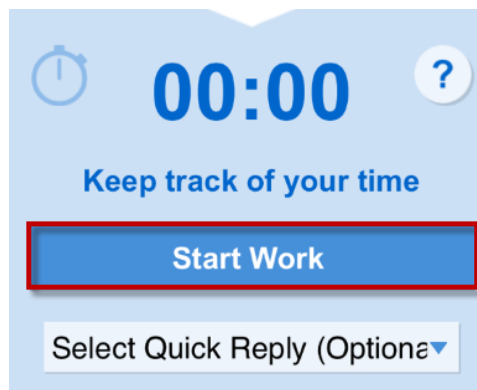 00:00
?
Keep track of your time
Start Work
Select Quick Reply (Optiona